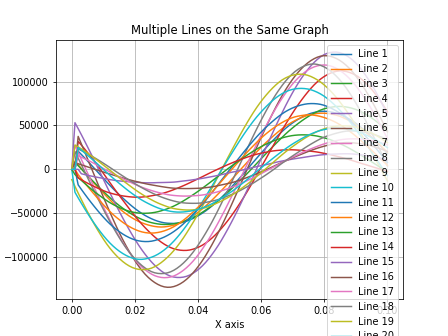 Multiple Lines on the Same Graph
100000
50000
0
−50000
−100000
0.00
0.02
0.04
0.06
X axis
Line 1
Line 2
Line 3
Line 4
Line 5
Line 6
Line 7
Line 8
Line 9
Line 10
Line 11
Line 12
Line 13
Line 14
Line 15
Line 16
Line 17
Line 18
Line 19
Line 20